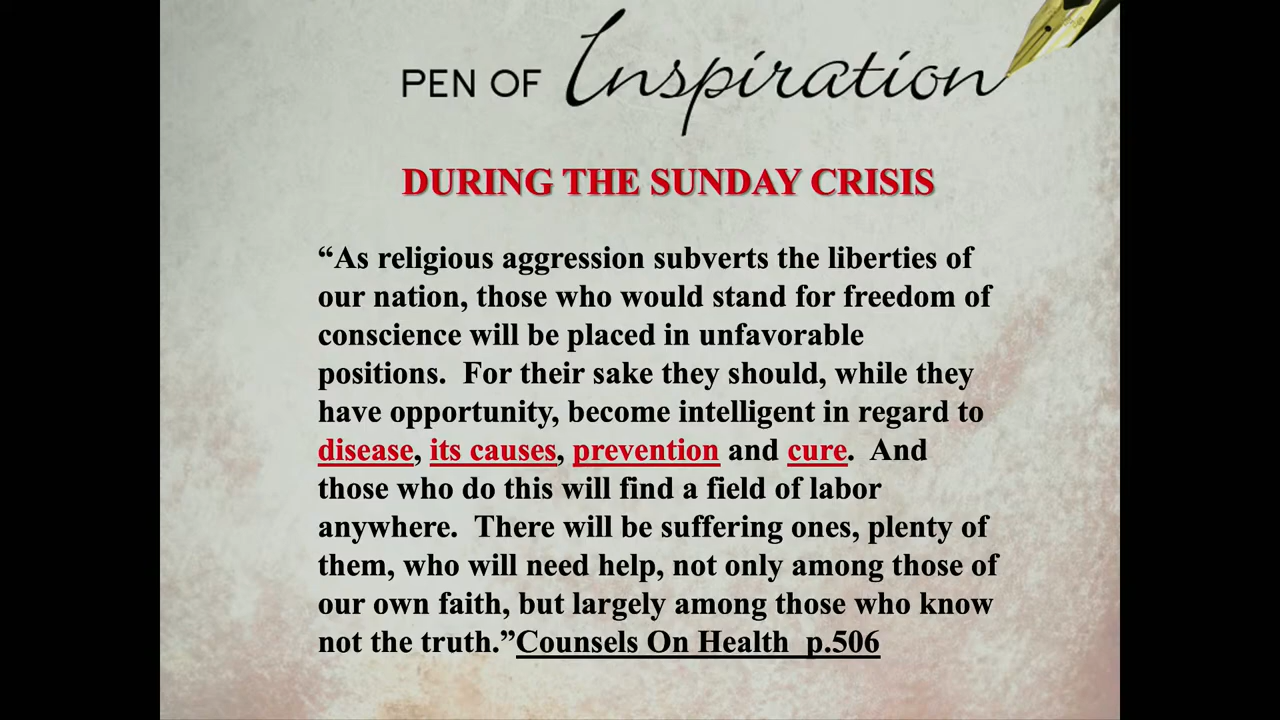 PEN OF Inspiration
DURING THE SUNDAY CRISIS
“As religious aggression subverts the liberties of
our nation, those who would stand for freedom of
conscience will be placed in unfavorable
positions.  For their sake they should, while they
have opportunity, become intelligent in regard to
disease, its causes, prevention and cure.  And
those who do this will find a field of labor
anywhere.  There will be suffering ones, plenty of
them, who will need help, not only among those of
our own faith, but largely among those who know
not the truth.”Counsels On Health  p.506